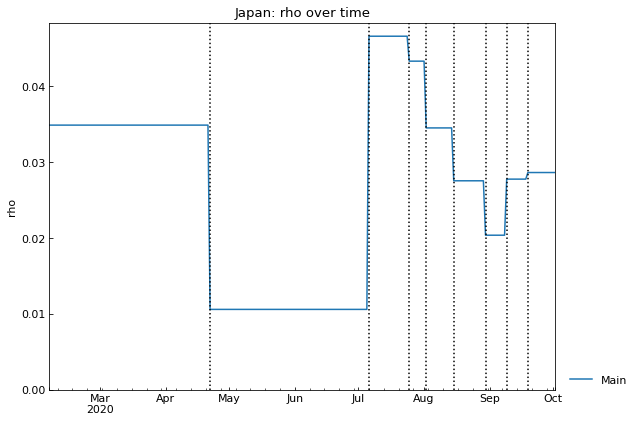 Japan: rho over time
rho
0.04
0.03
0.02
0.01
0.00
Mar
2020
Apr
May
Jun
Jul
Aug
Sep
Oct
Main